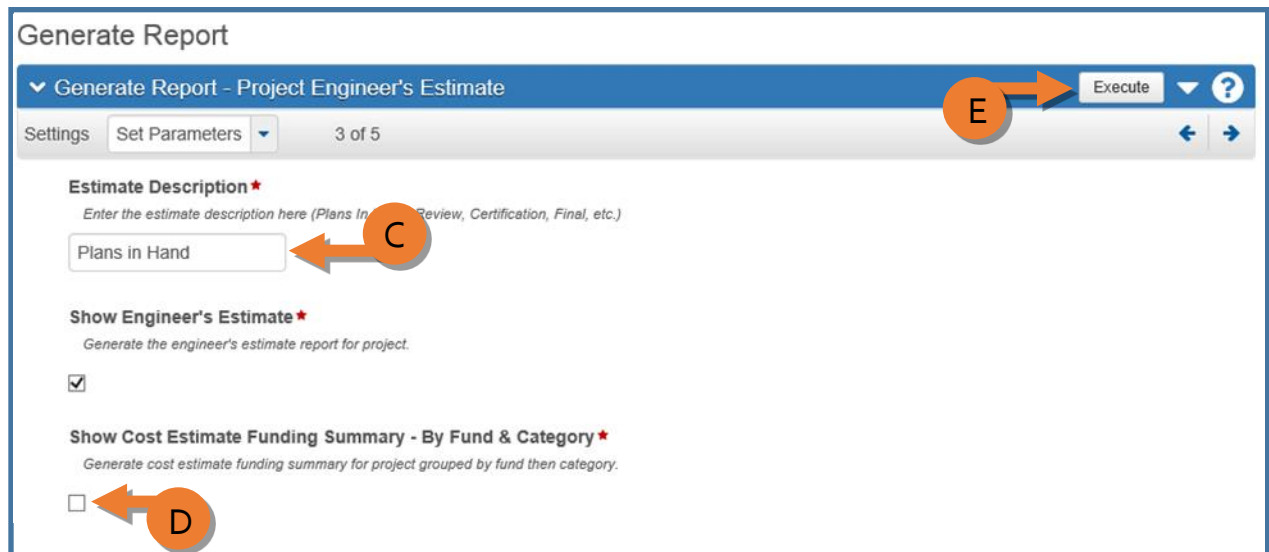 Generate Report
Generate Report - Project Engineer's Estimate
Execute
?
E
Settings Set Parameters 3 of 5
Estimate Description★
Enter the estimate description here (Plans In Review, Certification, Final, etc.)
C
Plans in Hand
Show Engineer's Estimate★
Generate the engineer's estimate report for project.
Show Cost Estimate Funding Summary - By Fund & Category★
Generate cost estimate funding summary for project grouped by fund then category.
D